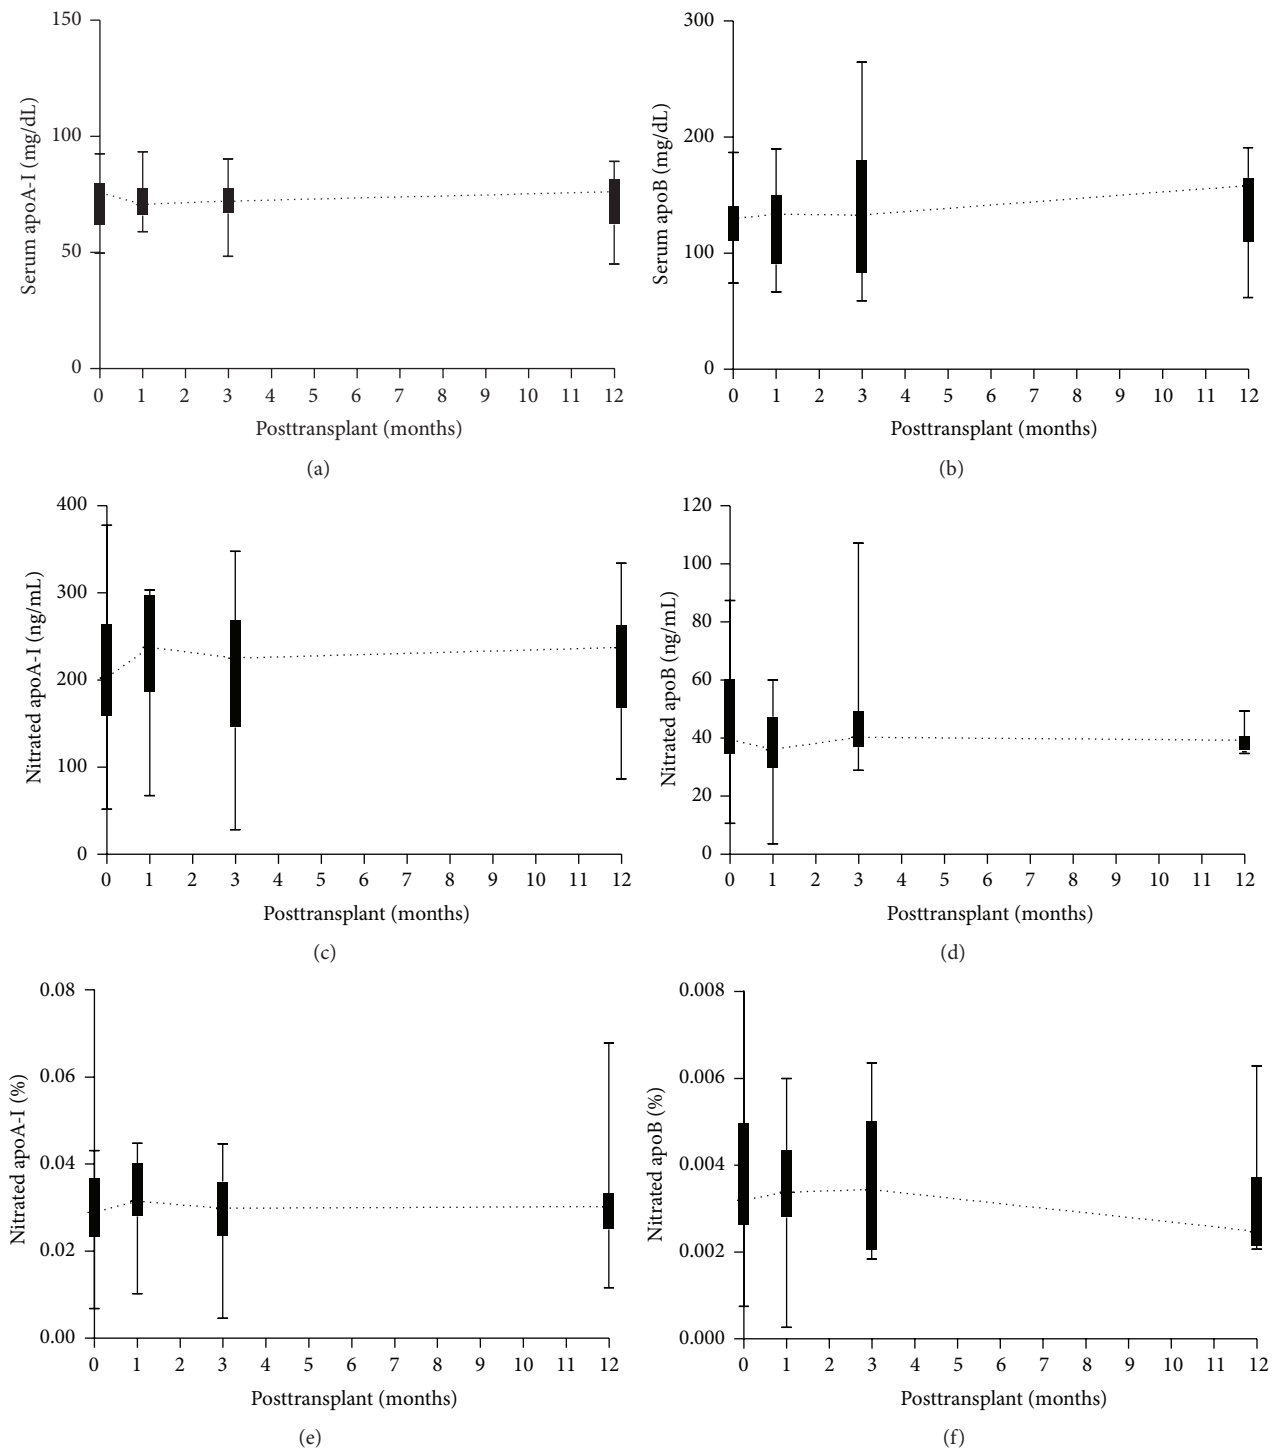 Serum apoA-I (mg/dL)
150
100
50
0
0 1 2 3 4 5 6 7 8 9 10 11 12
Posttransplant (months)
(a)
Serum apoB (mg/dL)
300
200
100
0
0 1 2 3 4 5 6 7 8 9 10 11 12
Posttransplant (months)
(b)
Nitrated apoA-I (ng/mL)
400
300
200
100
0
0 1 2 3 4 5 6 7 8 9 10 11 12
Posttransplant (months)
(c)
Nitrated apoB (ng/mL)
120
100
80
60
40
20
0
0 1 2 3 4 5 6 7 8 9 10 11 12
Posttransplant (months)
(d)
Nitrated apoA-I (%)
0.08
0.06
0.04
0.02
0.00
0 1 2 3 4 5 6 7 8 9 10 11 12
Posttransplant (months)
(e)
Nitrated apoB (%)
0.008
0.006
0.004
0.002
0.000
0 1 2 3 4 5 6 7 8 9 10 11 12
Posttransplant (months)
(f)